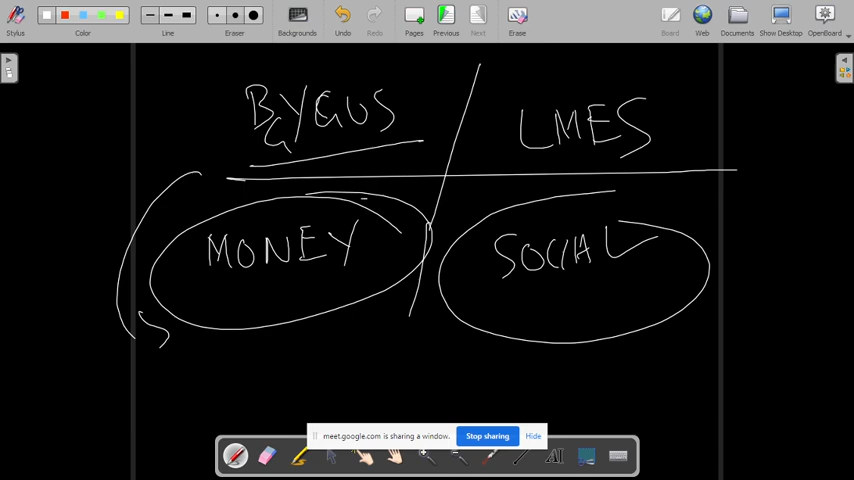 Stylus
Color
Line
Eraser
Backgrounds
Undo
Redo
Pages
Previous
Next
Erase
Board
Web
Documents
Show Desktop
OpenBoard
LMES
MONEY
SOCIAL
meet.google.com is sharing a window.
Stop sharing
Hide
AI